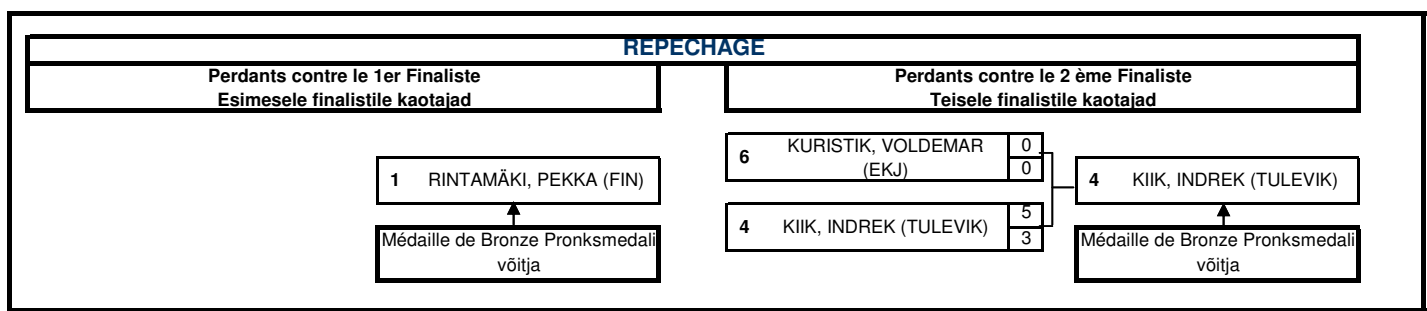 REPECHAGE
Perdants contre le 1er Finaliste
Esimesele finalistile kaotajad
Perdants contre le 2 ème Finaliste
Teisele finalistile kaotajad
1 RINTAMÄKI, PEKKA (FIN)
Médaille de Bronze Pronksmedali
võitja
6 KURISTIK, VOLDEMAR
(EKJ)
0
0
4 KIIK, INDREK (TULEVIK)
5
3
4 KIIK, INDREK (TULEVIK)
Médaille de Bronze Pronksmedali
võitja